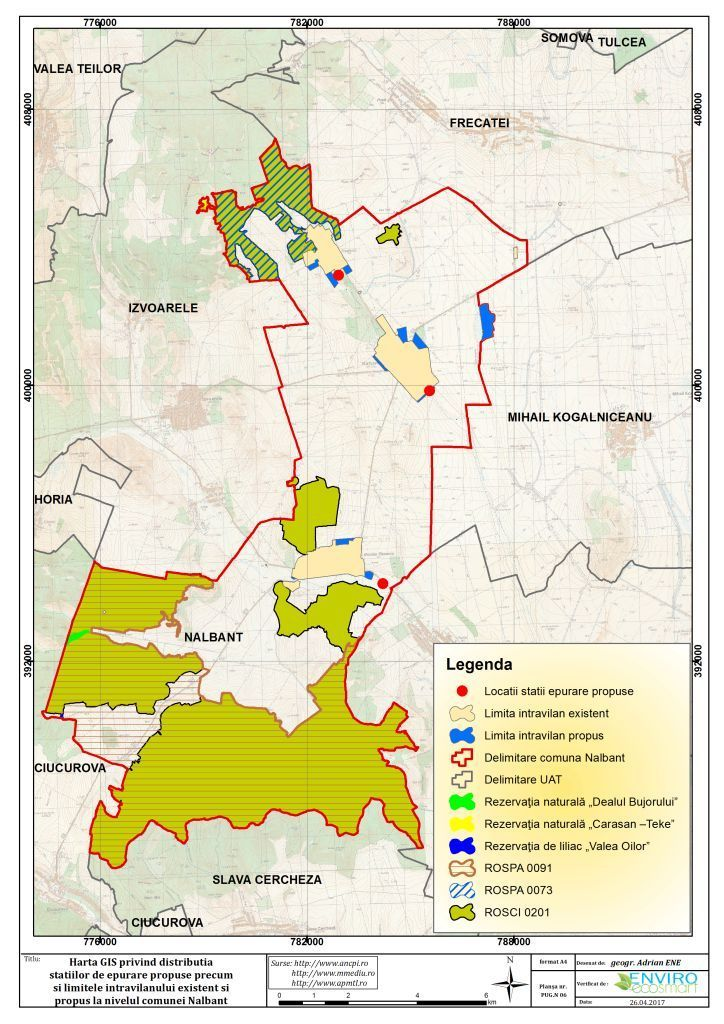 776000
782000
788000
SOMOVA
TULCEA
VALEA TEILOR
408000
408000
FRECATEI
IZVOARELE
400000
400000
MIHAIL KOGALNICEANU
HORIA
NALBANT
392000
392000
CIUCUROVA
SLAVA CERCHEZA
CIUCUROVA
Legenda
Locatii statii epurare propuse
Limita intravilan existent
Limita intravilan propus
Delimitare comuna Nalbant
Delimitare UAT
Rezervaţia naturală „Dealul Bujorului”
Rezervaţia naturală „Carasan –Teke”
Rezervaţia de liliac „Valea Oilor”
ROSPA 0091
ROSPA 0073
ROSCI 0201
776000
782000
788000
Titlu:
Harta GIS privind distributia
statiilor de epurare propuse precum
si limitele intravilanului existent si
propus la nivelul comunei Nalbant
Surse: http://www.ancpi.ro
http://www.mmediu.ro
http://www.apmtl.ro
0 1 2 4 6
km
N
format A4
Planşa nr.
PUG.N 06
Desenat de: geogr. Adrian ENE
Verificat de:
ENVIRO
ecosmart
Data: 26.04.2017